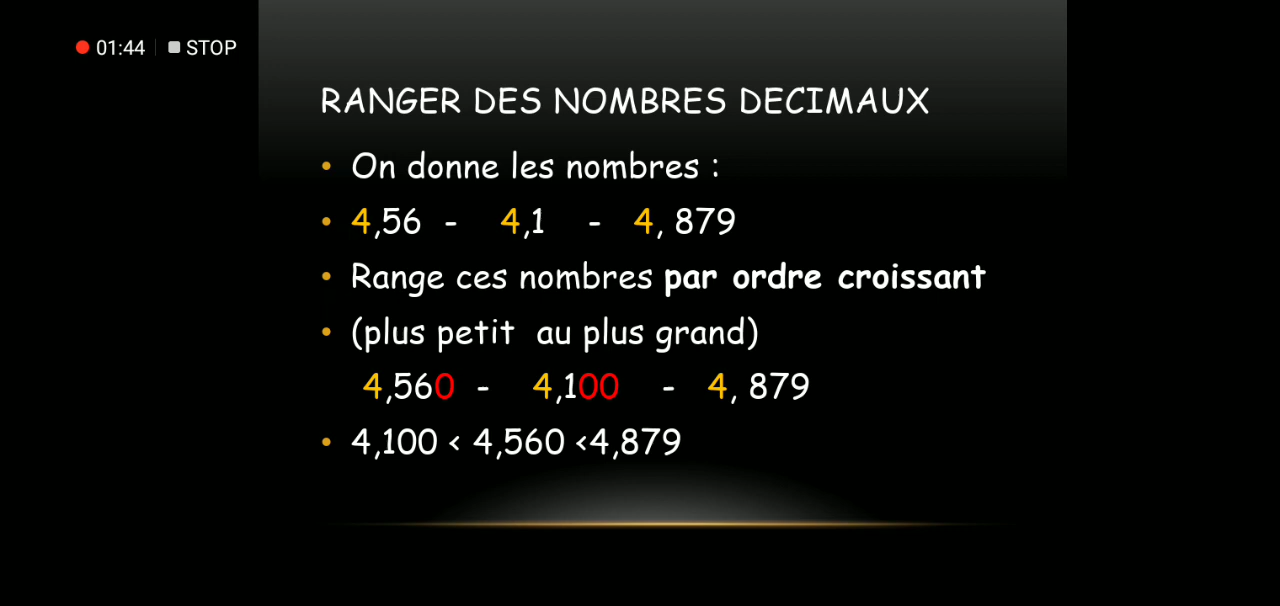 01:44 STOP
RANGER DES NOMBRES DECIMAUX
• On donne les nombres :
• 4,56 - 4,1 - 4, 879
• Range ces nombres par ordre croissant
• (plus petit au plus grand)
4,560 - 4,100 - 4, 879
• 4,100 < 4,560 <4,879